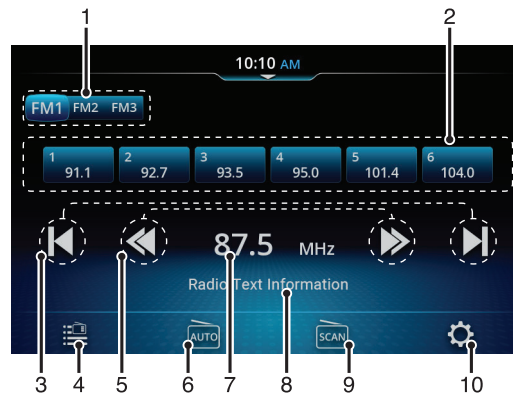 1 2
10:10 AM
FM1 FM2 FM3
1 2 3 4 5 6
91.1 92.7 93.5 95.0 101.4 104.0
87.5 MHz
Radio Text Information
AUTO SCAN
3 4 5 6 7 8 9 10